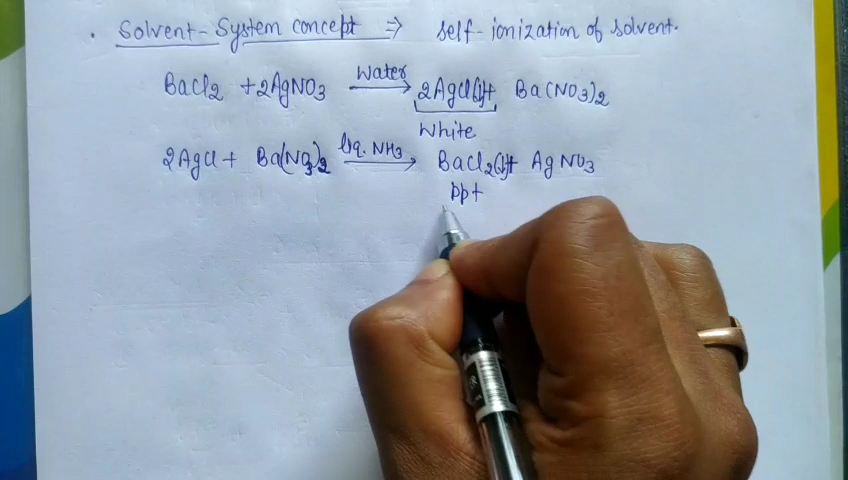 . Solvent-System concept => self-ionization of solvent.
BaCl2 + 2AgNO3 Water → 2AgCl(↓)+ Ba(NO3)2
White
2AgCl + Ba(NO3)2 liq. NH3 → BaCl2(↓)+ AgNO3
ppt